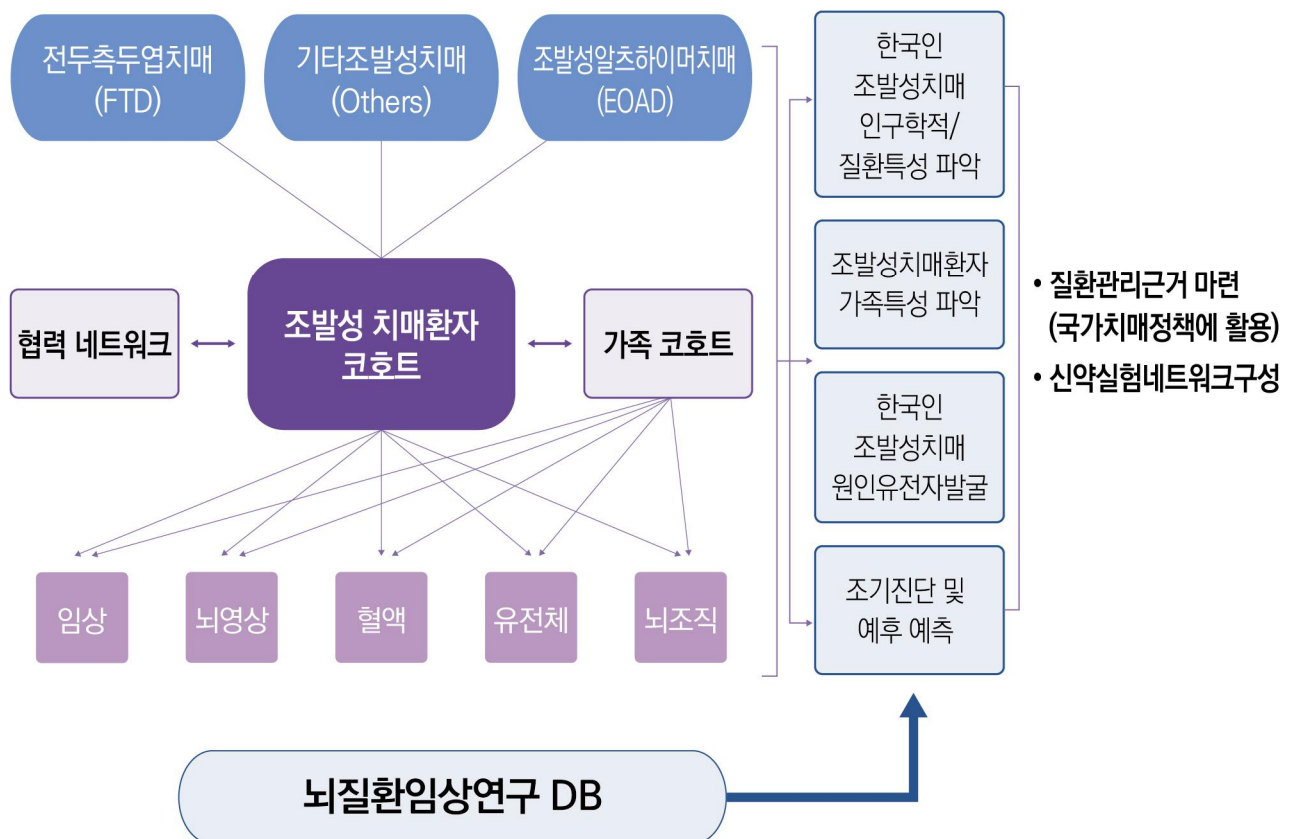 전두측두엽치매
(FTD)
기타조발성치매
(Others)
조발성알츠하이머치매
(EOAD)
협력 네트워크
조발성 치매환자
코호트
가족 코호트
임상
뇌영상
혈액
유전체
뇌조직
한국인
조발성치매
인구학적/
질환특성 파악
조발성치매환자
가족특성 파악
한국인
조발성치매
원인유전자발굴
조기진단 및
예후 예측
• 질환관리근거 마련
(국가치매정책에 활용)
• 신약실험네트워크구성
뇌질환임상연구 DB